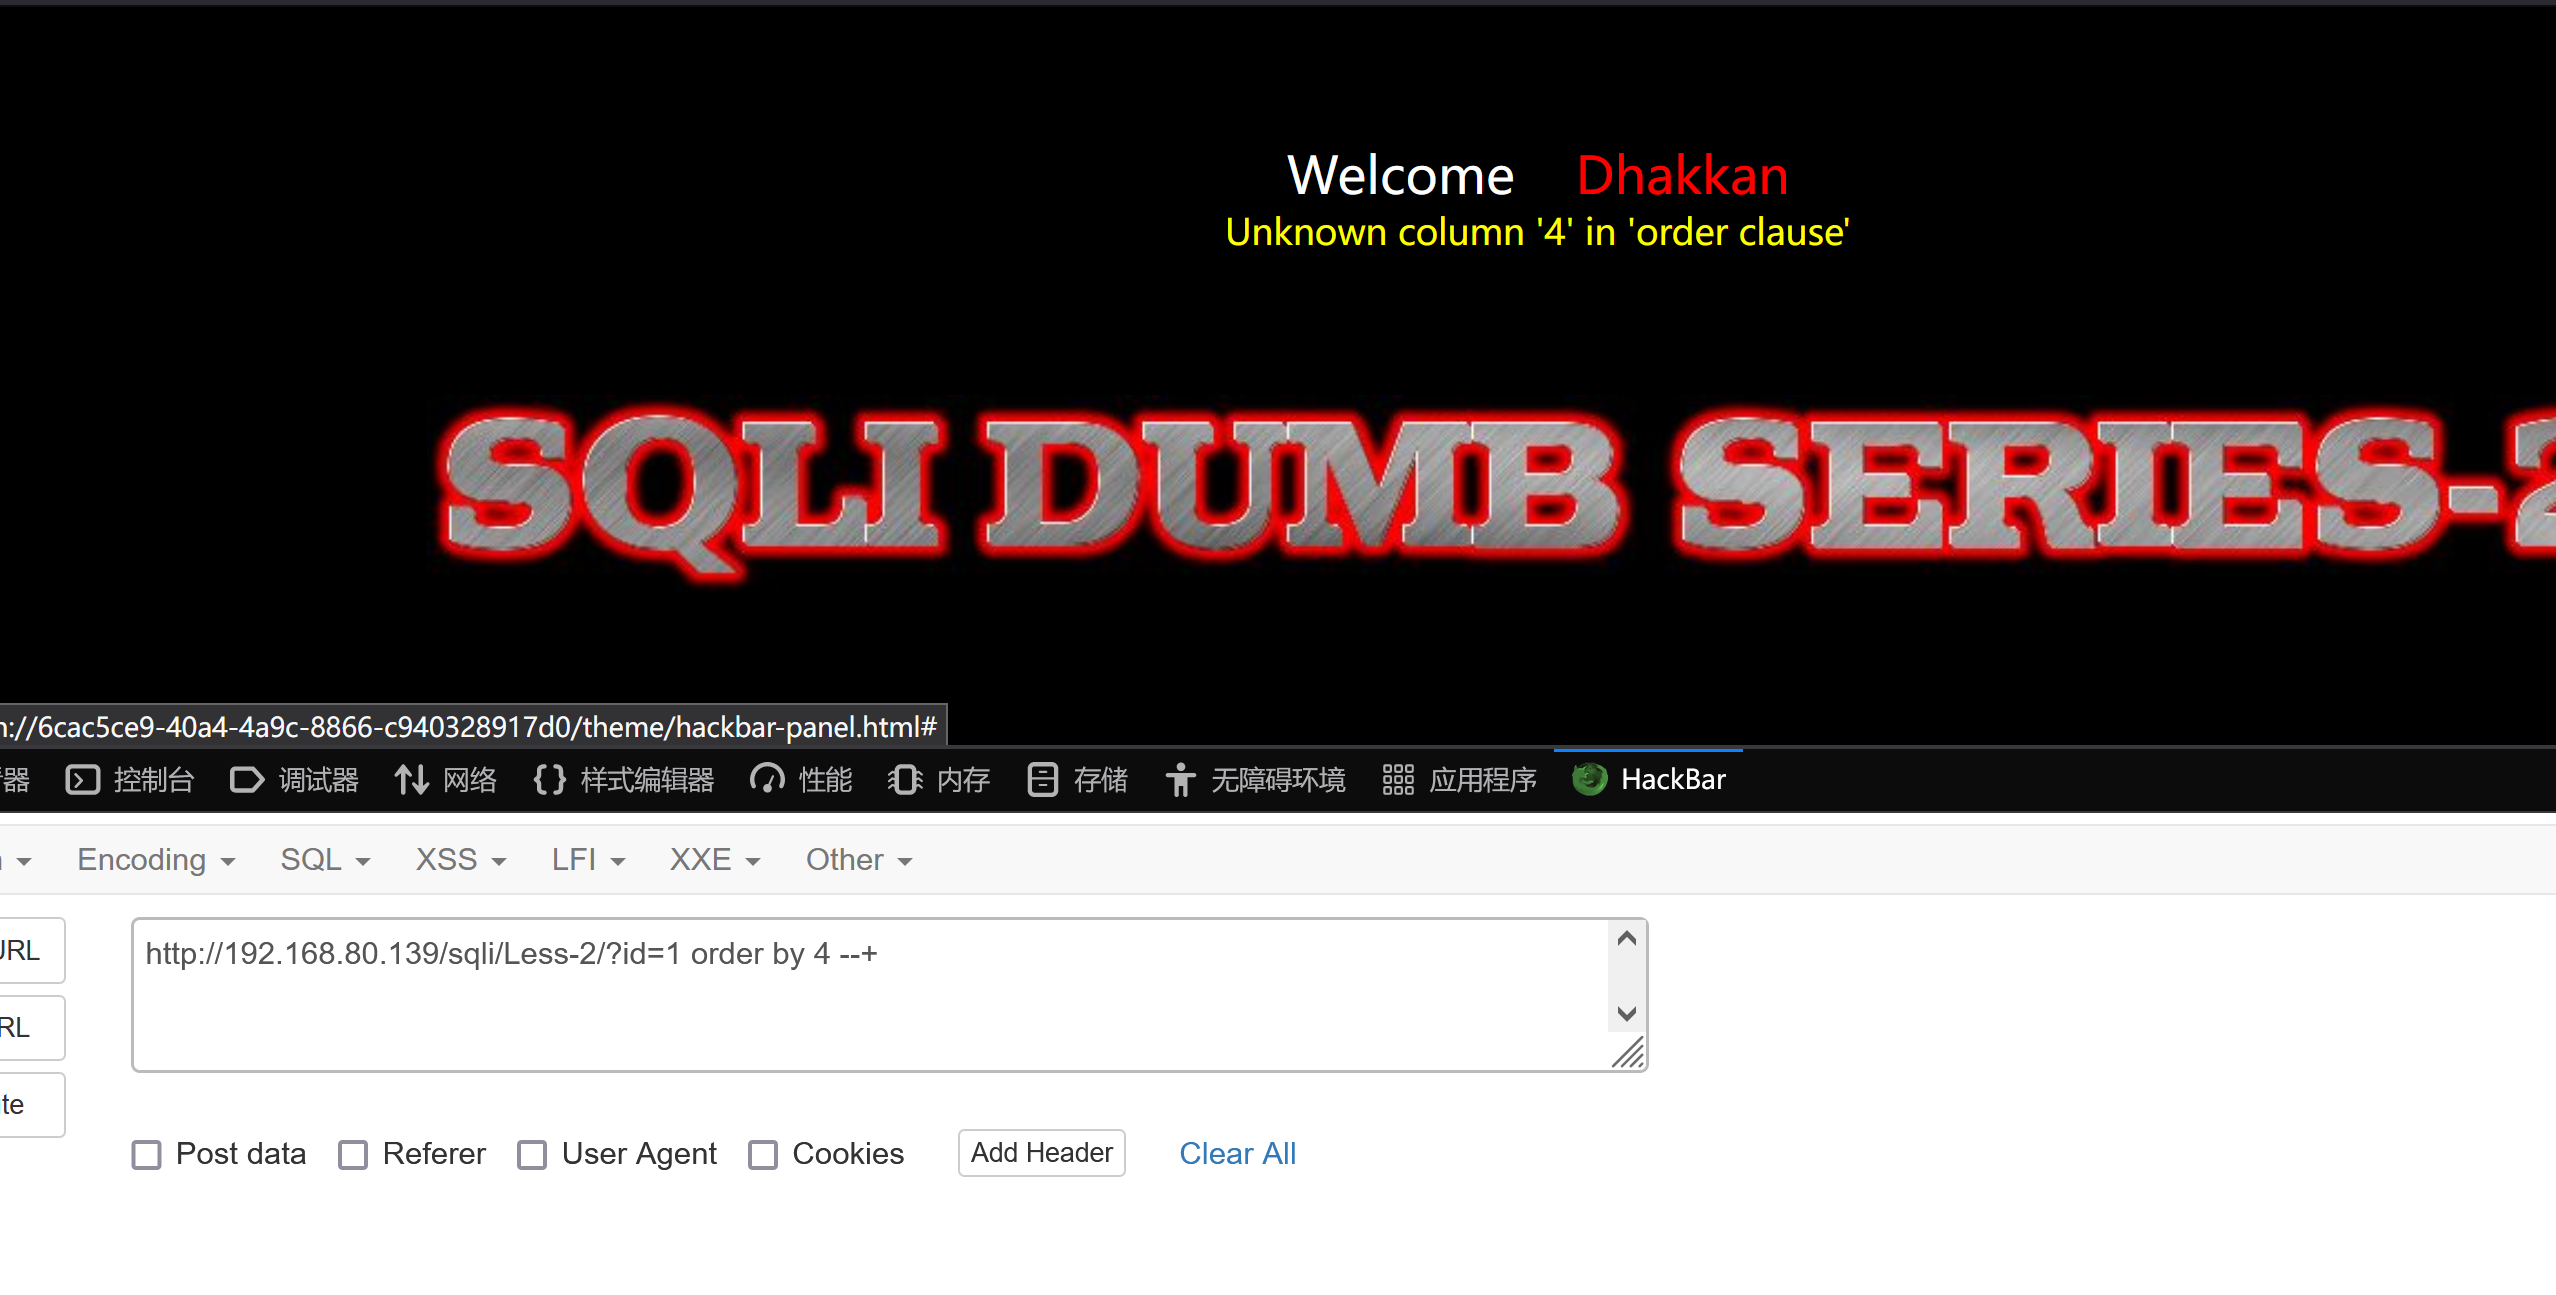 Welcome Dhakkan
Unknown column '4' in 'order clause'
SQLI DUMB SERIES-2
://6cac5ce9-40a4-4a9c-8866-c940328917d0/theme/hackbar-panel.html#
器 控制台 调试器 网络 样式编辑器 性能 内存 存储 无障碍环境 应用程序 HackBar
Encoding SQL XSS LFI XXE Other
URL
http://192.168.80.139/sqli/Less-2/?id=1 order by 4 --+
RL
te
Post data Referer User Agent Cookies Add Header Clear All